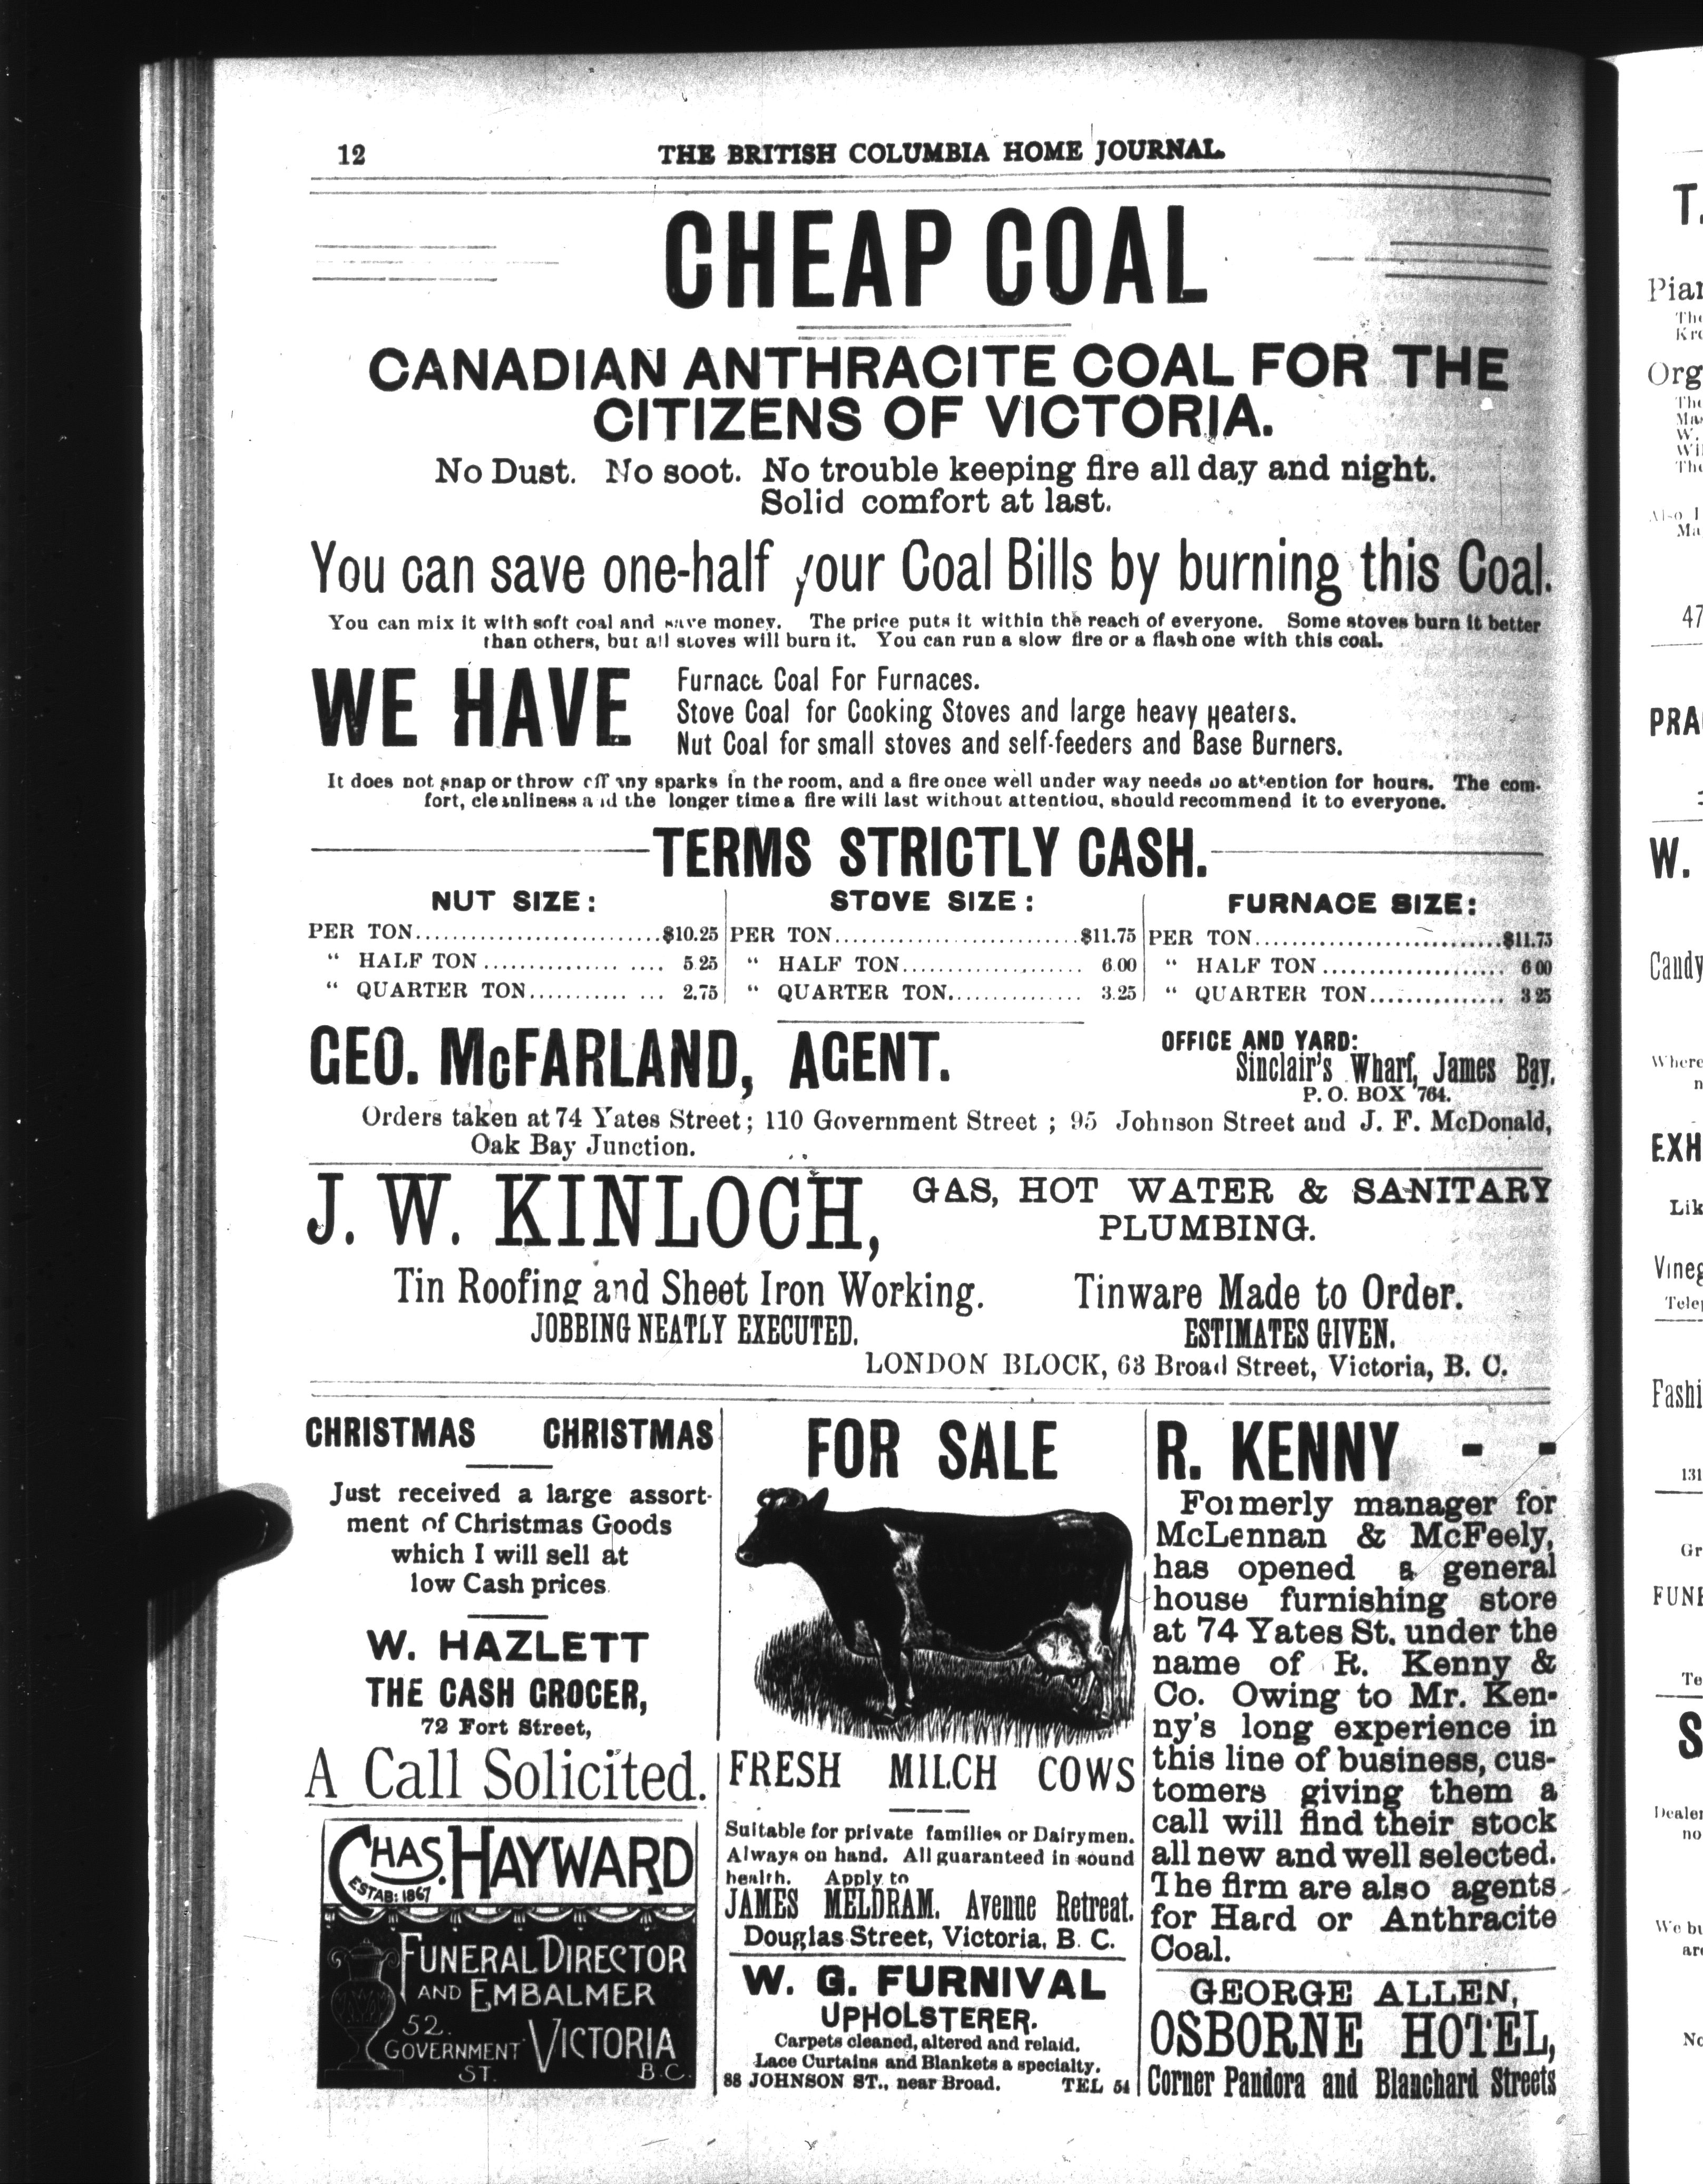 12
THE BRITISH COLUMBIA HOME JOURNAL.
CHEAP COAL
CANADIAN ANTHRACITE COAL FOR THE
CITIZENS OF VICTORIA.
No Dust. No soot. No trouble keeping fire all day and night.
Solid comfort at last.
You can save one-half your Coal Bills by burning this Coal.
You can mix it with soft coal and save money. The price puts it within the reach of everyone. Some stoves burn it better
than others, but all stoves will burn it. You can run a slow fire or a flash one with this coal.
WE HAVE
Furnace Coal For Furnaces.
Stove Coal for Cooking Stoves and large heavy Heaters.
Nut Coal for small stoves and self-feeders and Base Burners.
It does not snap or throw off any sparks in the room, and a fire once well under way needs no attention for hours. The com-
fort, cleanliness and the longer time a fire will last without attention, should recommend it to everyone.
TERMS STRICTLY CASH.
NUT SIZE:
PER TON.........................$10.25
“ HALF TON .................... 5 25
“ QUARTER TON.............. 2.75
STOVE SIZE:
PER TON.........................$11.75
“ HALF TON.................... 6 00
“ QUARTER TON............... 3.25
FURNACE SIZE:
PER TON.........................$11.75
“ HALF TON.................... 6 00
“ QUARTER TON............... 3 25
GEO. McFARLAND, AGENT.
OFFICE AND YARD:
Sinclair's Wharf, James Bay,
P. O. BOX 764.
Orders taken at 74 Yates Street; 110 Government Street ; 95 Johnson Street and J. F. McDonald,
Oak Bay Junction.
J. W. KINLOCH,
GAS, HOT WATER & SANITARY
PLUMBING.
Tin Roofing and Sheet Iron Working.
JOBBING NEATLY EXECUTED.
Tinware Made to Order.
ESTIMATES GIVEN.
LONDON BLOCK, 63 Broad Street, Victoria, B. C.
CHRISTMAS CHRISTMAS
Just received a large assort-
ment of Christmas Goods
which I will sell at
low Cash prices
W. HAZLETT
THE CASH GROCER,
72 Fort Street,
A Call Solicited.
CHAS. HAYWARD
ESTAB: 1867
FUNERAL DIRECTOR
AND EMBALMER
52.
GOVERNMENT
ST.
VICTORIA
B.C.
FOR SALE
FRESH MILCH COWS
Suitable for private families or Dairymen.
Always on hand. All guaranteed in sound
health. Apply to
JAMES MELDRAM. Avenue Retreat.
Douglas Street, Victoria, B. C.
W. G. FURNIVAL
UPHOLSTERER.
Carpets cleaned, altered and relaid.
Lace Curtains and Blankets a specialty.
88 JOHNSON ST., near Broad. TEL 54
R. KENNY - -
Formerly manager for
McLennan & McFeely,
has opened a general
house furnishing store
at 74 Yates St. under the
name of R. Kenny &
Co. Owing to Mr. Ken-
ny's long experience in
this line of business, cus-
tomers giving them a
call will find their stock
all new and well selected.
The firm are also agents
for Hard or Anthracite
Coal.
GEORGE ALLEN,
OSBORNE HOTEL,
Corner Pandora and Blanchard Streets